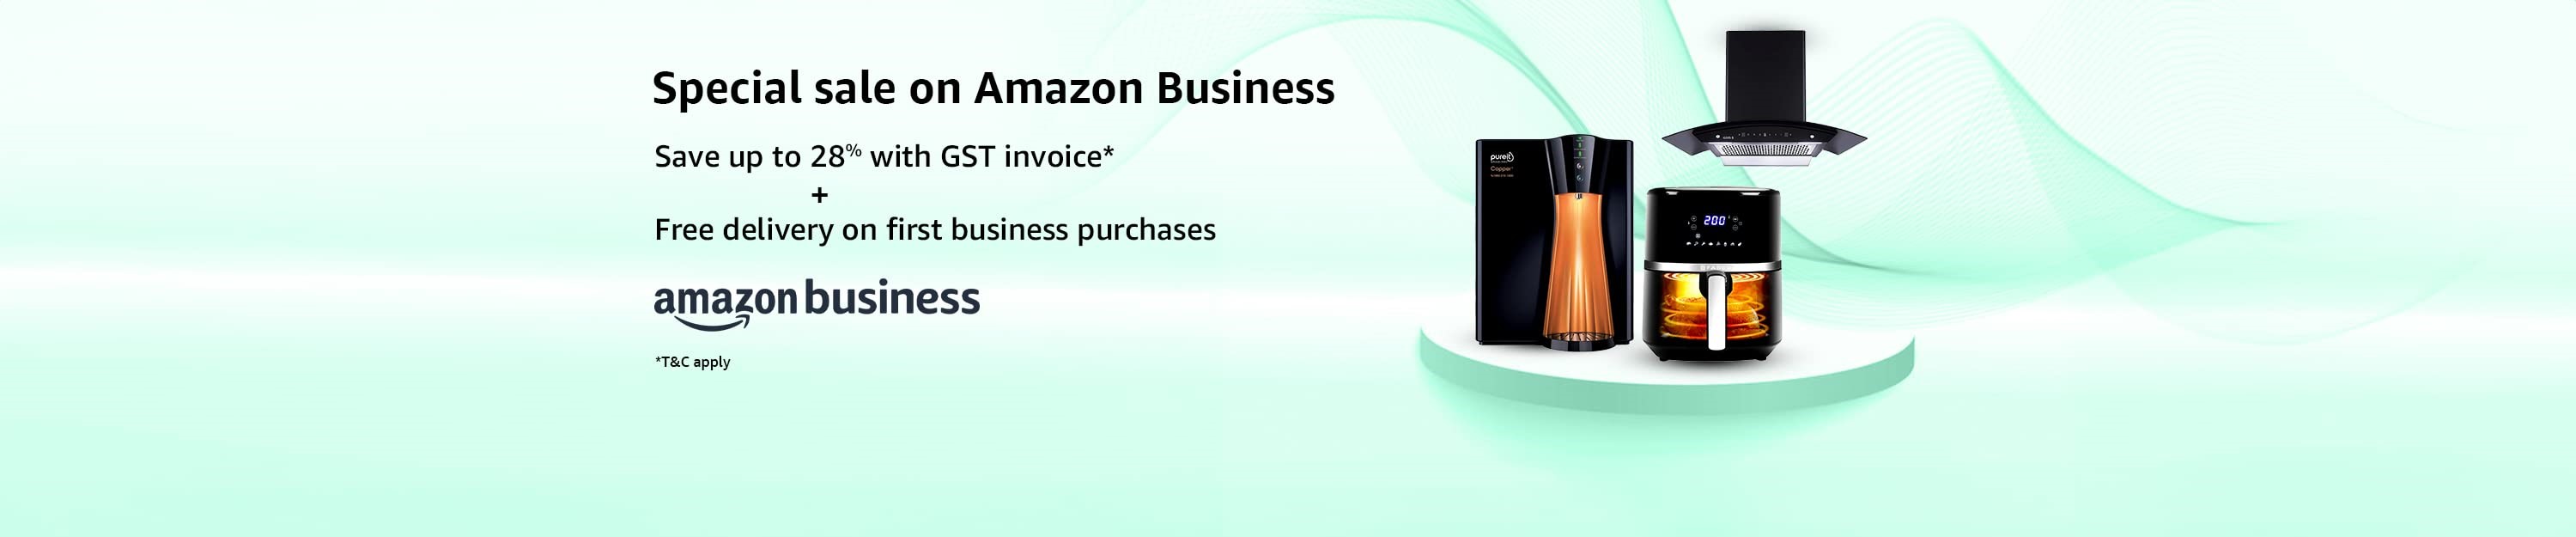 Special sale on Amazon Business
Save up to 28% with GST invoice*
+
Free delivery on first business purchases
amazon business
*T&C apply
pureit
Copper+
200